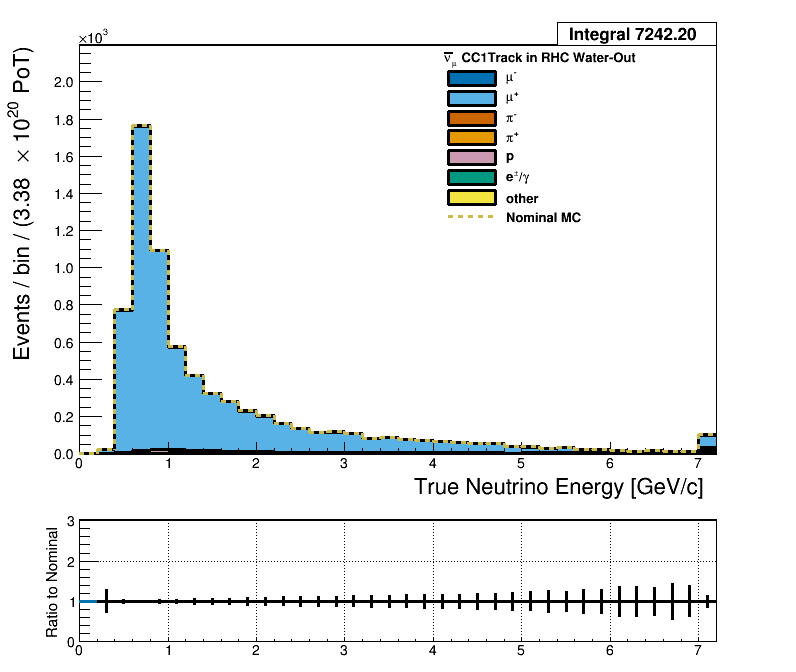 Integral 7242.20
×10³
ν̅μ CC1Track in RHC Water-Out
μ⁻
μ⁺
π⁻
π⁺
p
e±/γ
other
Nominal MC
Events / bin / (3.38 × 10²⁰ PoT)
2.0
1.8
1.6
1.4
1.2
1.0
0.8
0.6
0.4
0.2
0.0
0 1 2 3 4 5 6 7
True Neutrino Energy [GeV/c]
Ratio to Nominal
3
2
1
0
0 1 2 3 4 5 6 7